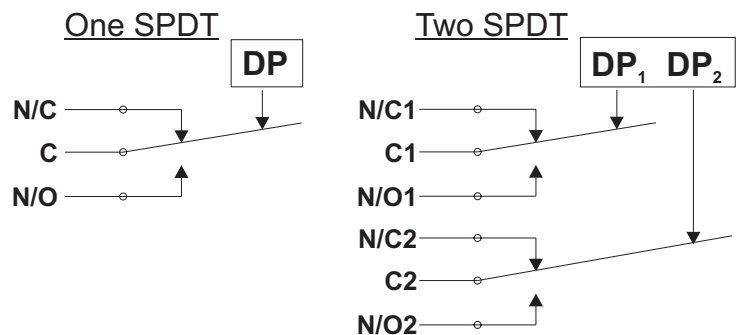 One SPDT
DP
N/C
C
N/O
Two SPDT
DP₁ DP₂
N/C1
C1
N/O1
N/C2
C2
N/O2